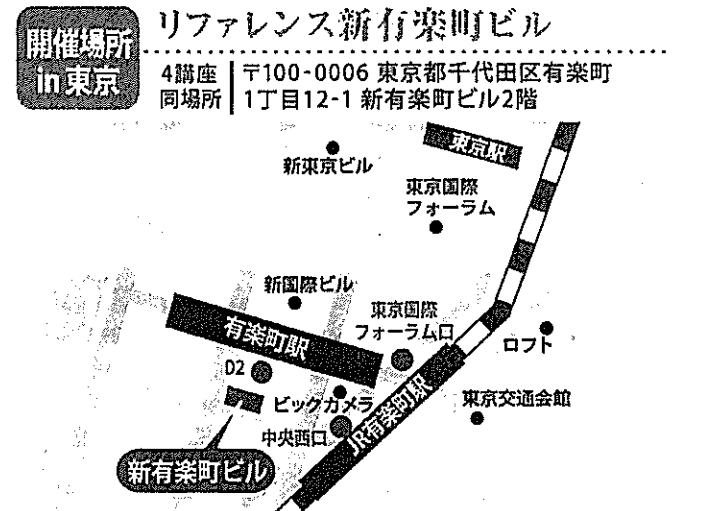 開催場所
in東京
リファレンス新有楽町ビル
4講座
同場所
〒100-0006 東京都千代田区有楽町
1丁目12-1 新有楽町ビル2階
東京駅
新東京ビル
東京国際
フォーラム
新国際ビル
東京国際
フォーラム口
有楽町駅
ロフト
D2
ビックカメラ
JR有楽町駅
東京交通会館
中央西口
新有楽町ビル